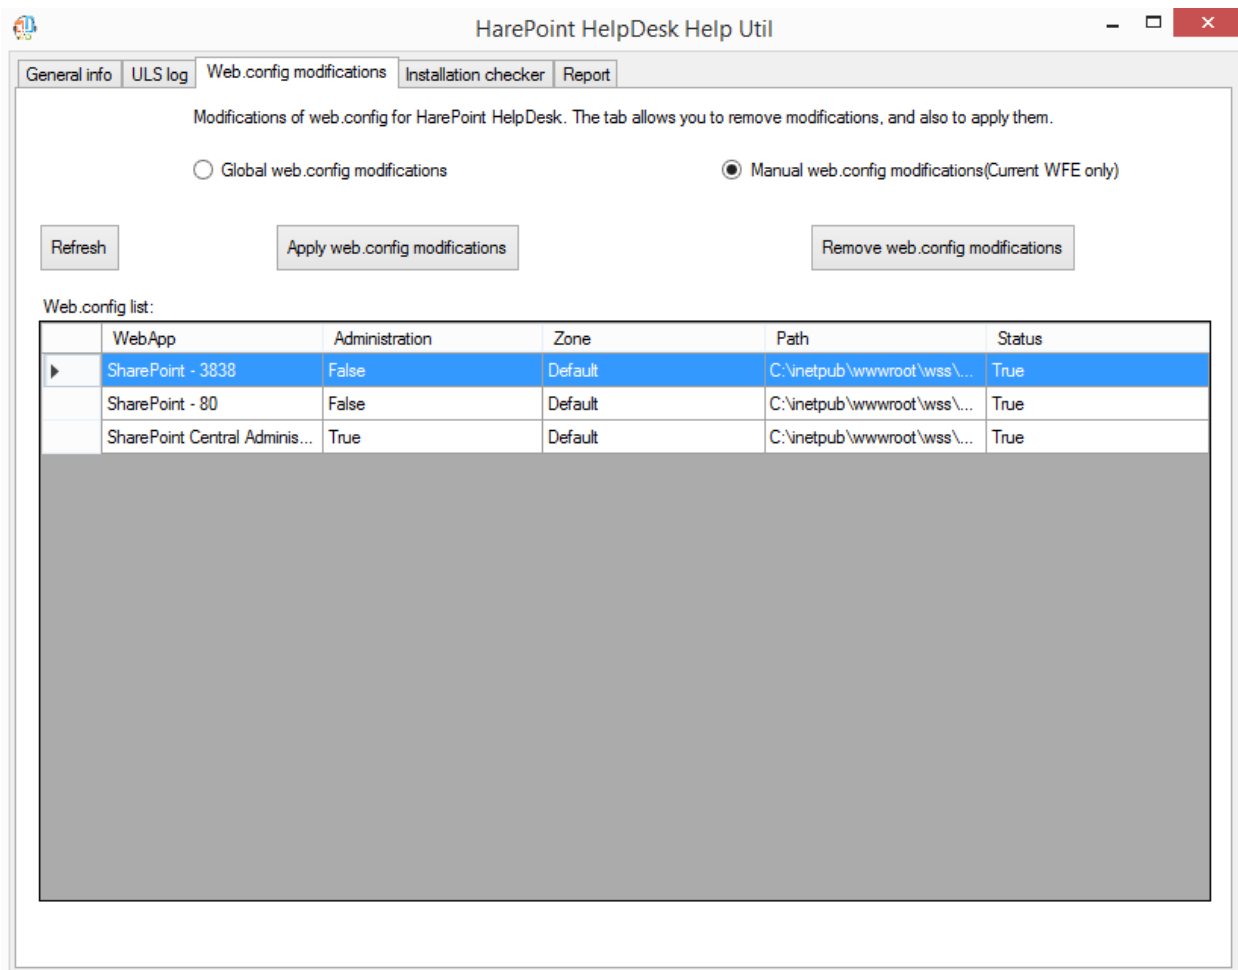 HarePoint HelpDesk Help Util
General info ULS log Web.config modifications Installation checker Report
Modifications of web.config for HarePoint HelpDesk. The tab allows you to remove modifications, and also to apply them.
Global web.config modifications Manual web.config modifications(Current WFE only)
Refresh Apply web.config modifications Remove web.config modifications
Web.config list:
WebApp Administration Zone Path Status
SharePoint - 3838 False Default C:\inetpub\wwwroot\wss\... True
SharePoint - 80 False Default C:\inetpub\wwwroot\wss\... True
SharePoint Central Adminis... True Default C:\inetpub\wwwroot\wss\... True